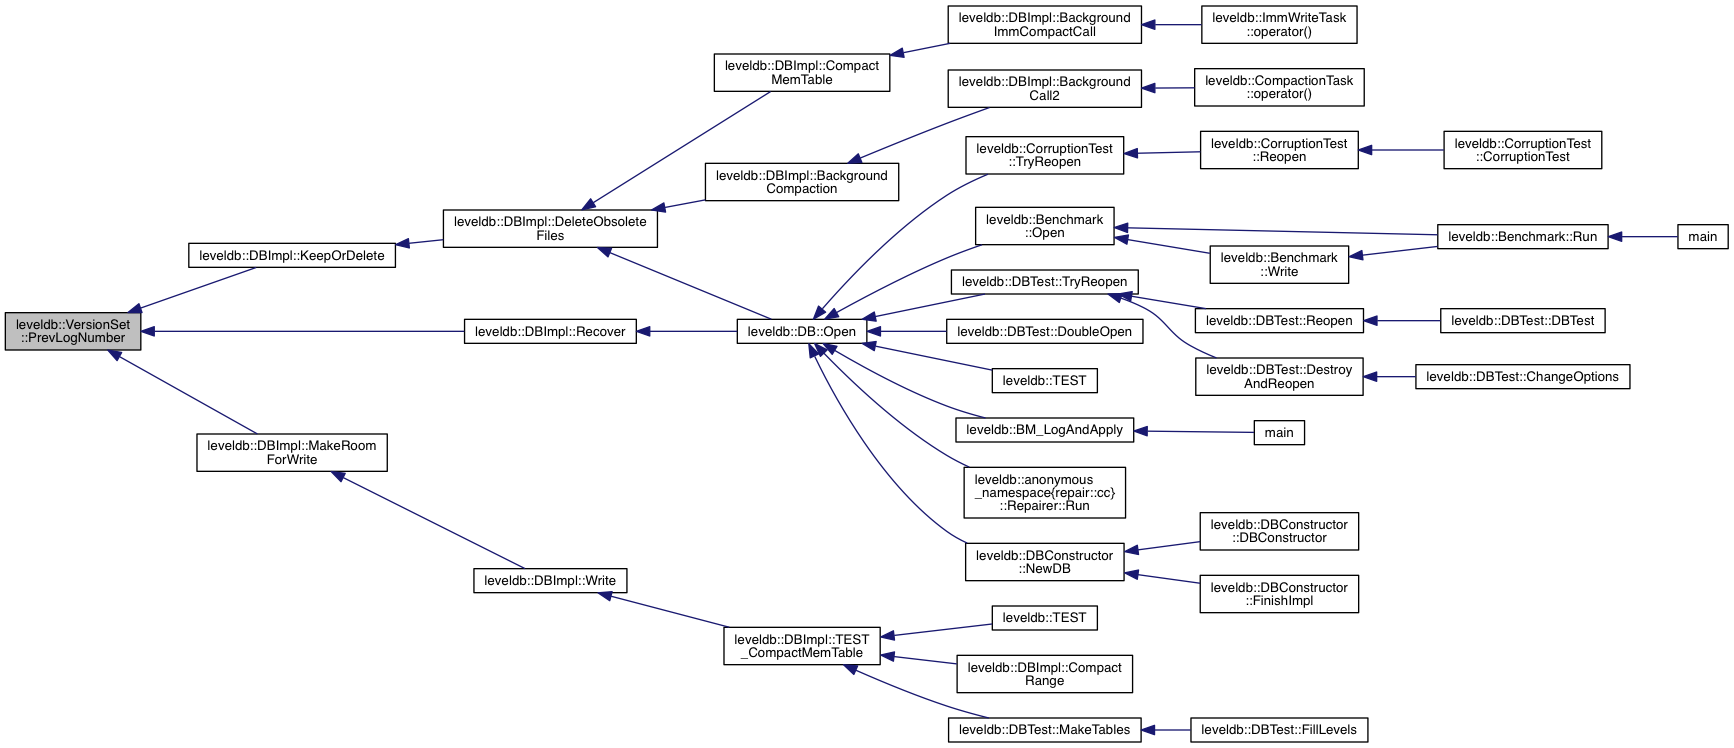 leveldb::DBImpl::Background
ImmCompactCall
leveldb::ImmWriteTask
::operator()
leveldb::DBImpl::Compact
MemTable
leveldb::DBImpl::Background
Call2
leveldb::CompactionTask
::operator()
leveldb::CorruptionTest
::TryReopen
leveldb::CorruptionTest
::Reopen
leveldb::CorruptionTest
::CorruptionTest
leveldb::DBImpl::Background
Compaction
leveldb::DBImpl::DeleteObsolete
Files
leveldb::Benchmark
::Open
leveldb::Benchmark::Run
main
leveldb::DBImpl::KeepOrDelete
leveldb::Benchmark
::Write
leveldb::DBTest::TryReopen
leveldb::VersionSet
::PrevLogNumber
leveldb::DBImpl::Recover
leveldb::DB::Open
leveldb::DBTest::DoubleOpen
leveldb::DBTest::Reopen
leveldb::DBTest::DBTest
leveldb::TEST
leveldb::DBTest::Destroy
AndReopen
leveldb::DBTest::ChangeOptions
leveldb::BM_LogAndApply
main
leveldb::DBImpl::MakeRoom
ForWrite
leveldb::anonymous
_namespace{repair::cc}
::Repairer::Run
leveldb::DBConstructor
::DBConstructor
leveldb::DBConstructor
::NewDB
leveldb::DBImpl::Write
leveldb::DBConstructor
::FinishImpl
leveldb::TEST
leveldb::DBImpl::TEST
_CompactMemTable
leveldb::DBImpl::Compact
Range
leveldb::DBTest::MakeTables
leveldb::DBTest::FillLevels